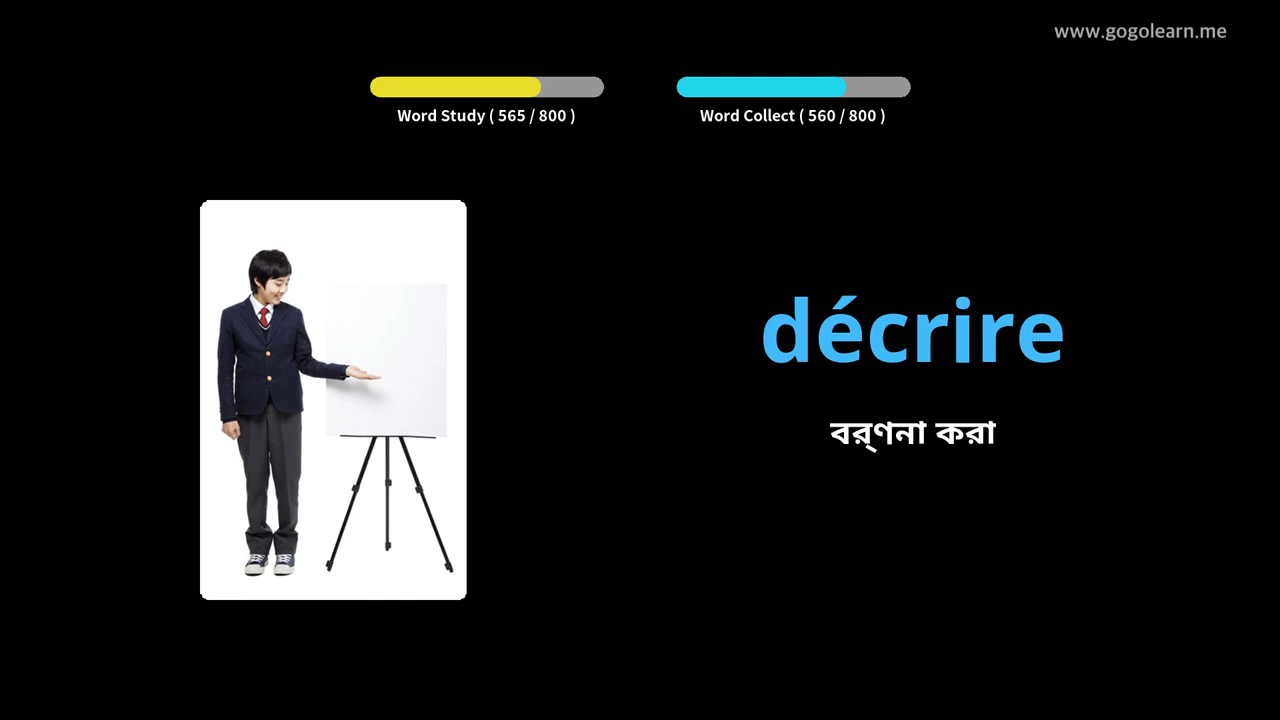 www.gogolearn.me
Word Study ( 565 / 800 )
Word Collect ( 560 / 800 )
décrire
বর্ণনা করা